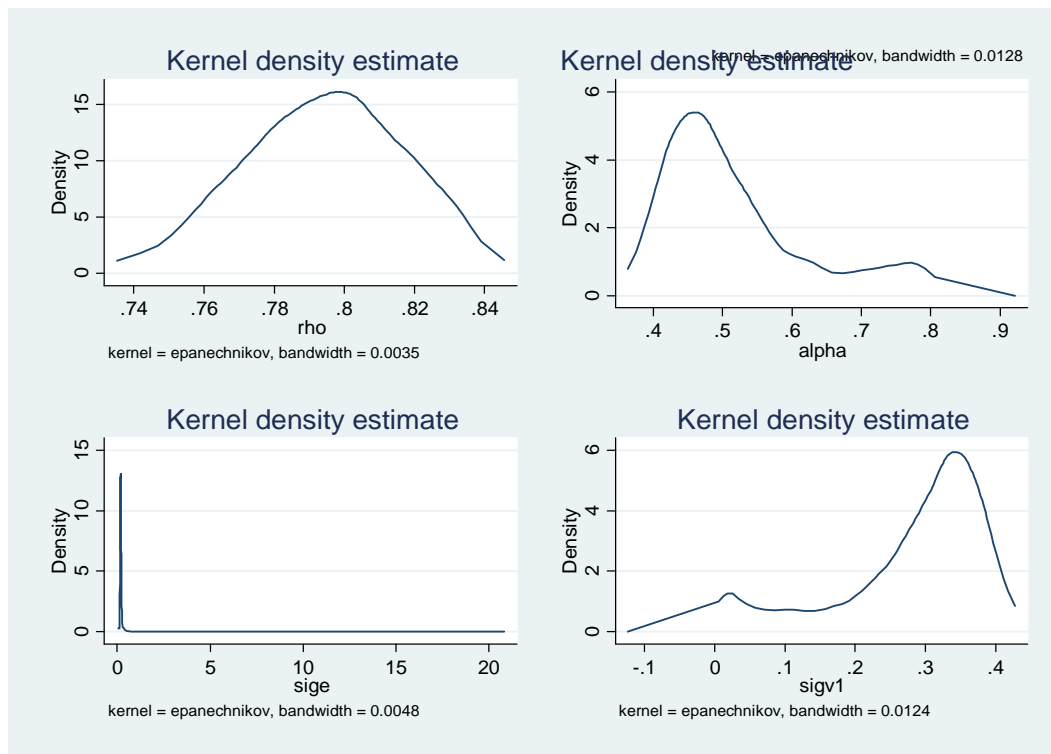 Kernel density estimate
Density
15
10
5
0
.74 .76 .78 .8 .82 .84
rho
kernel = epanechnikov, bandwidth = 0.0035
Kernel density estimate
kernel = epanechnikov, bandwidth = 0.0128
Density
6
4
2
0
.4 .5 .6 .7 .8 .9
alpha
Kernel density estimate
Density
15
10
5
0
0 5 10 15 20
sige
kernel = epanechnikov, bandwidth = 0.0048
Kernel density estimate
Density
6
4
2
0
-.1 0 .1 .2 .3 .4
sigv1
kernel = epanechnikov, bandwidth = 0.0124